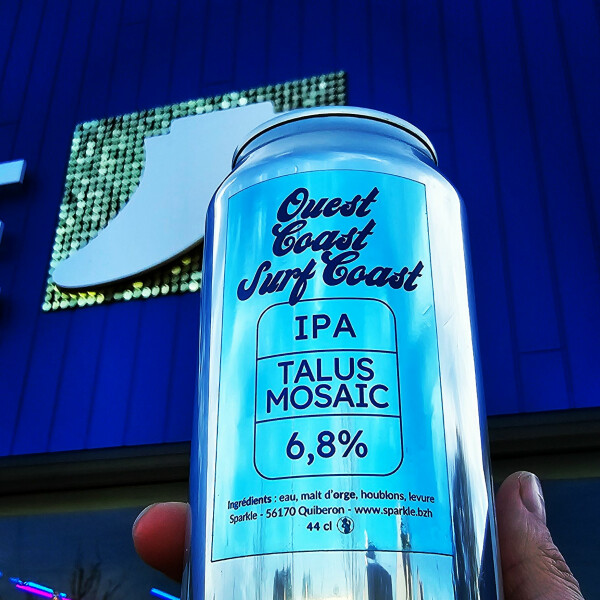 Ouest
Coast
Surf Coast
IPA
TALUS
MOSAIC
6,8%
Ingrédients : eau, malt d'orge, houblons, levure
Sparkle - 56170 Quiberon - www.sparkle.bzh
44 cl